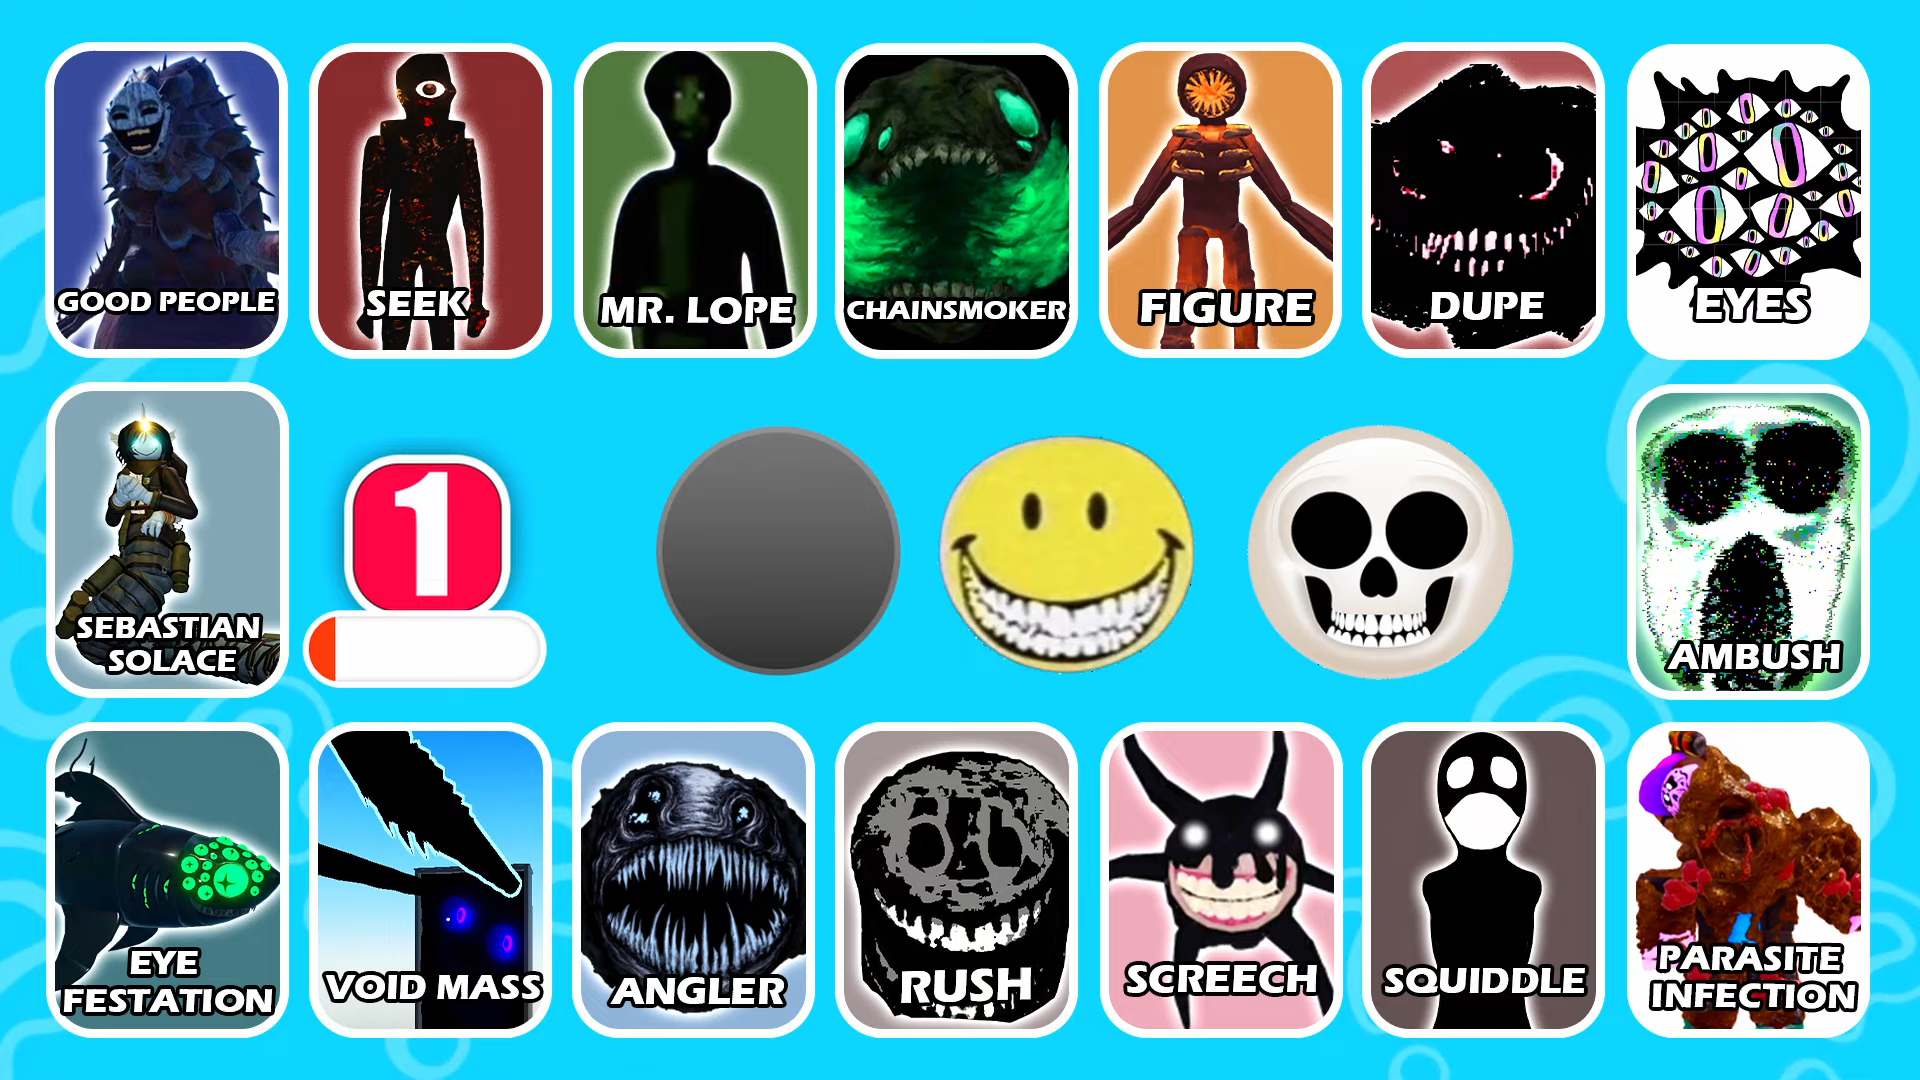 GOOD PEOPLE
SEEK
MR. LOPE
CHAINSMOKER
FIGURE
DUPE
EYES
SEBASTIAN
SOLACE
1
AMBUSH
EYE
FESTATION
VOID MASS
ANGLER
RUSH
SCREECH
SQUIDDLE
PARASITE
INFECTION